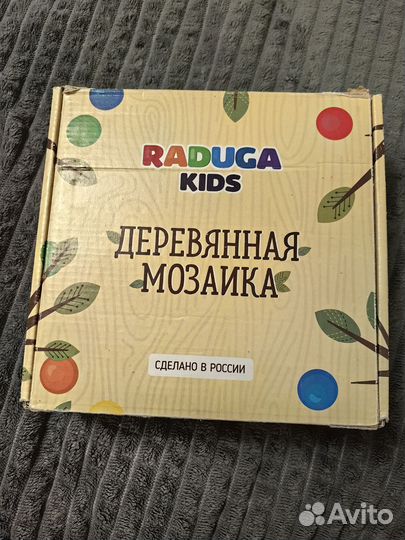 RADUGA
KIDS
ДЕРЕВЯННАЯ
МОЗАИКА
СДЕЛАНО В РОССИИ
Avito